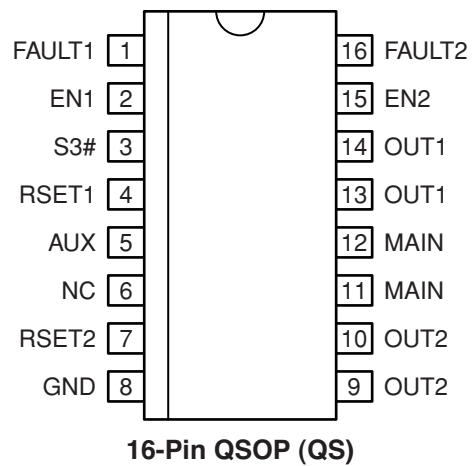 FAULT1 1 16 FAULT2
EN1 2 15 EN2
S3# 3 14 OUT1
RSET1 4 13 OUT1
AUX 5 12 MAIN
NC 6 11 MAIN
RSET2 7 10 OUT2
GND 8 9 OUT2
16-Pin QSOP (QS)